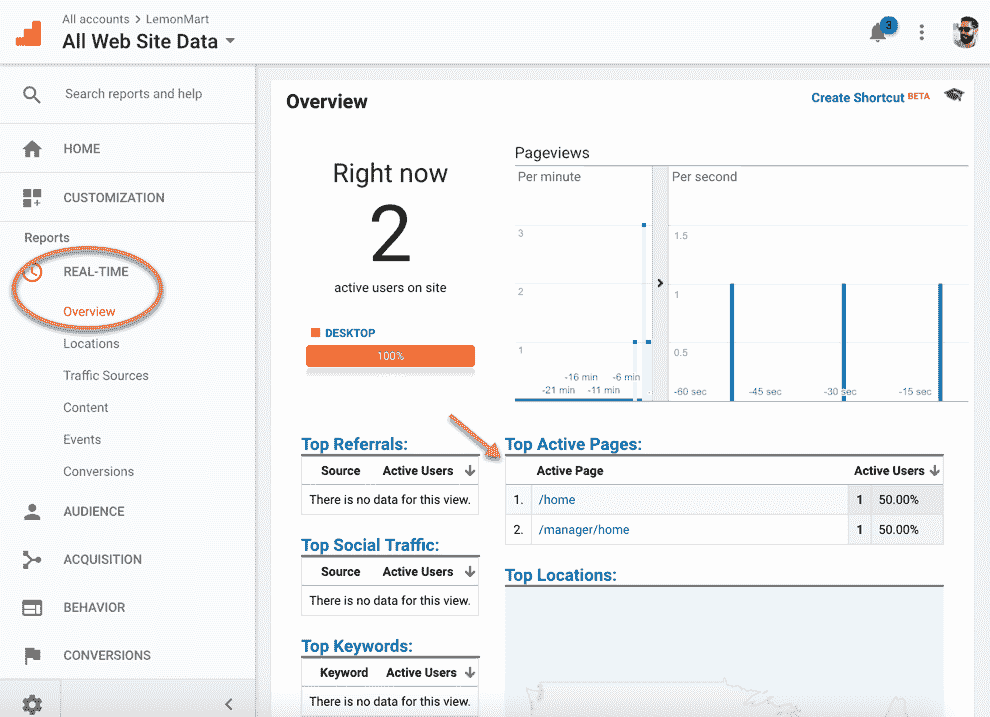 All accounts > LemonMart
All Web Site Data
3
Search reports and help
HOME
CUSTOMIZATION
Reports
REAL-TIME
Overview
Locations
Traffic Sources
Content
Events
Conversions
AUDIENCE
ACQUISITION
BEHAVIOR
CONVERSIONS
Overview
Create Shortcut BETA
Right now
2
active users on site
DESKTOP
100%
Pageviews
Per minute
3
2
1
-16 min -6 min
-21 min -11 min
Per second
1.5
1
0.5
-60 sec -45 sec -30 sec -15 sec
Top Referrals:
Source Active Users
There is no data for this view.
Top Social Traffic:
Source Active Users
There is no data for this view.
Top Keywords:
Keyword Active Users
There is no data for this view.
Top Active Pages:
Active Page Active Users
1. /home 1 50.00%
2. /manager/home 1 50.00%
Top Locations: